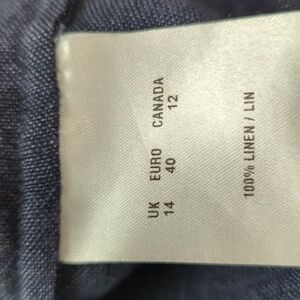 UK EURO CANADA
14 40 12
100% LINEN / LIN